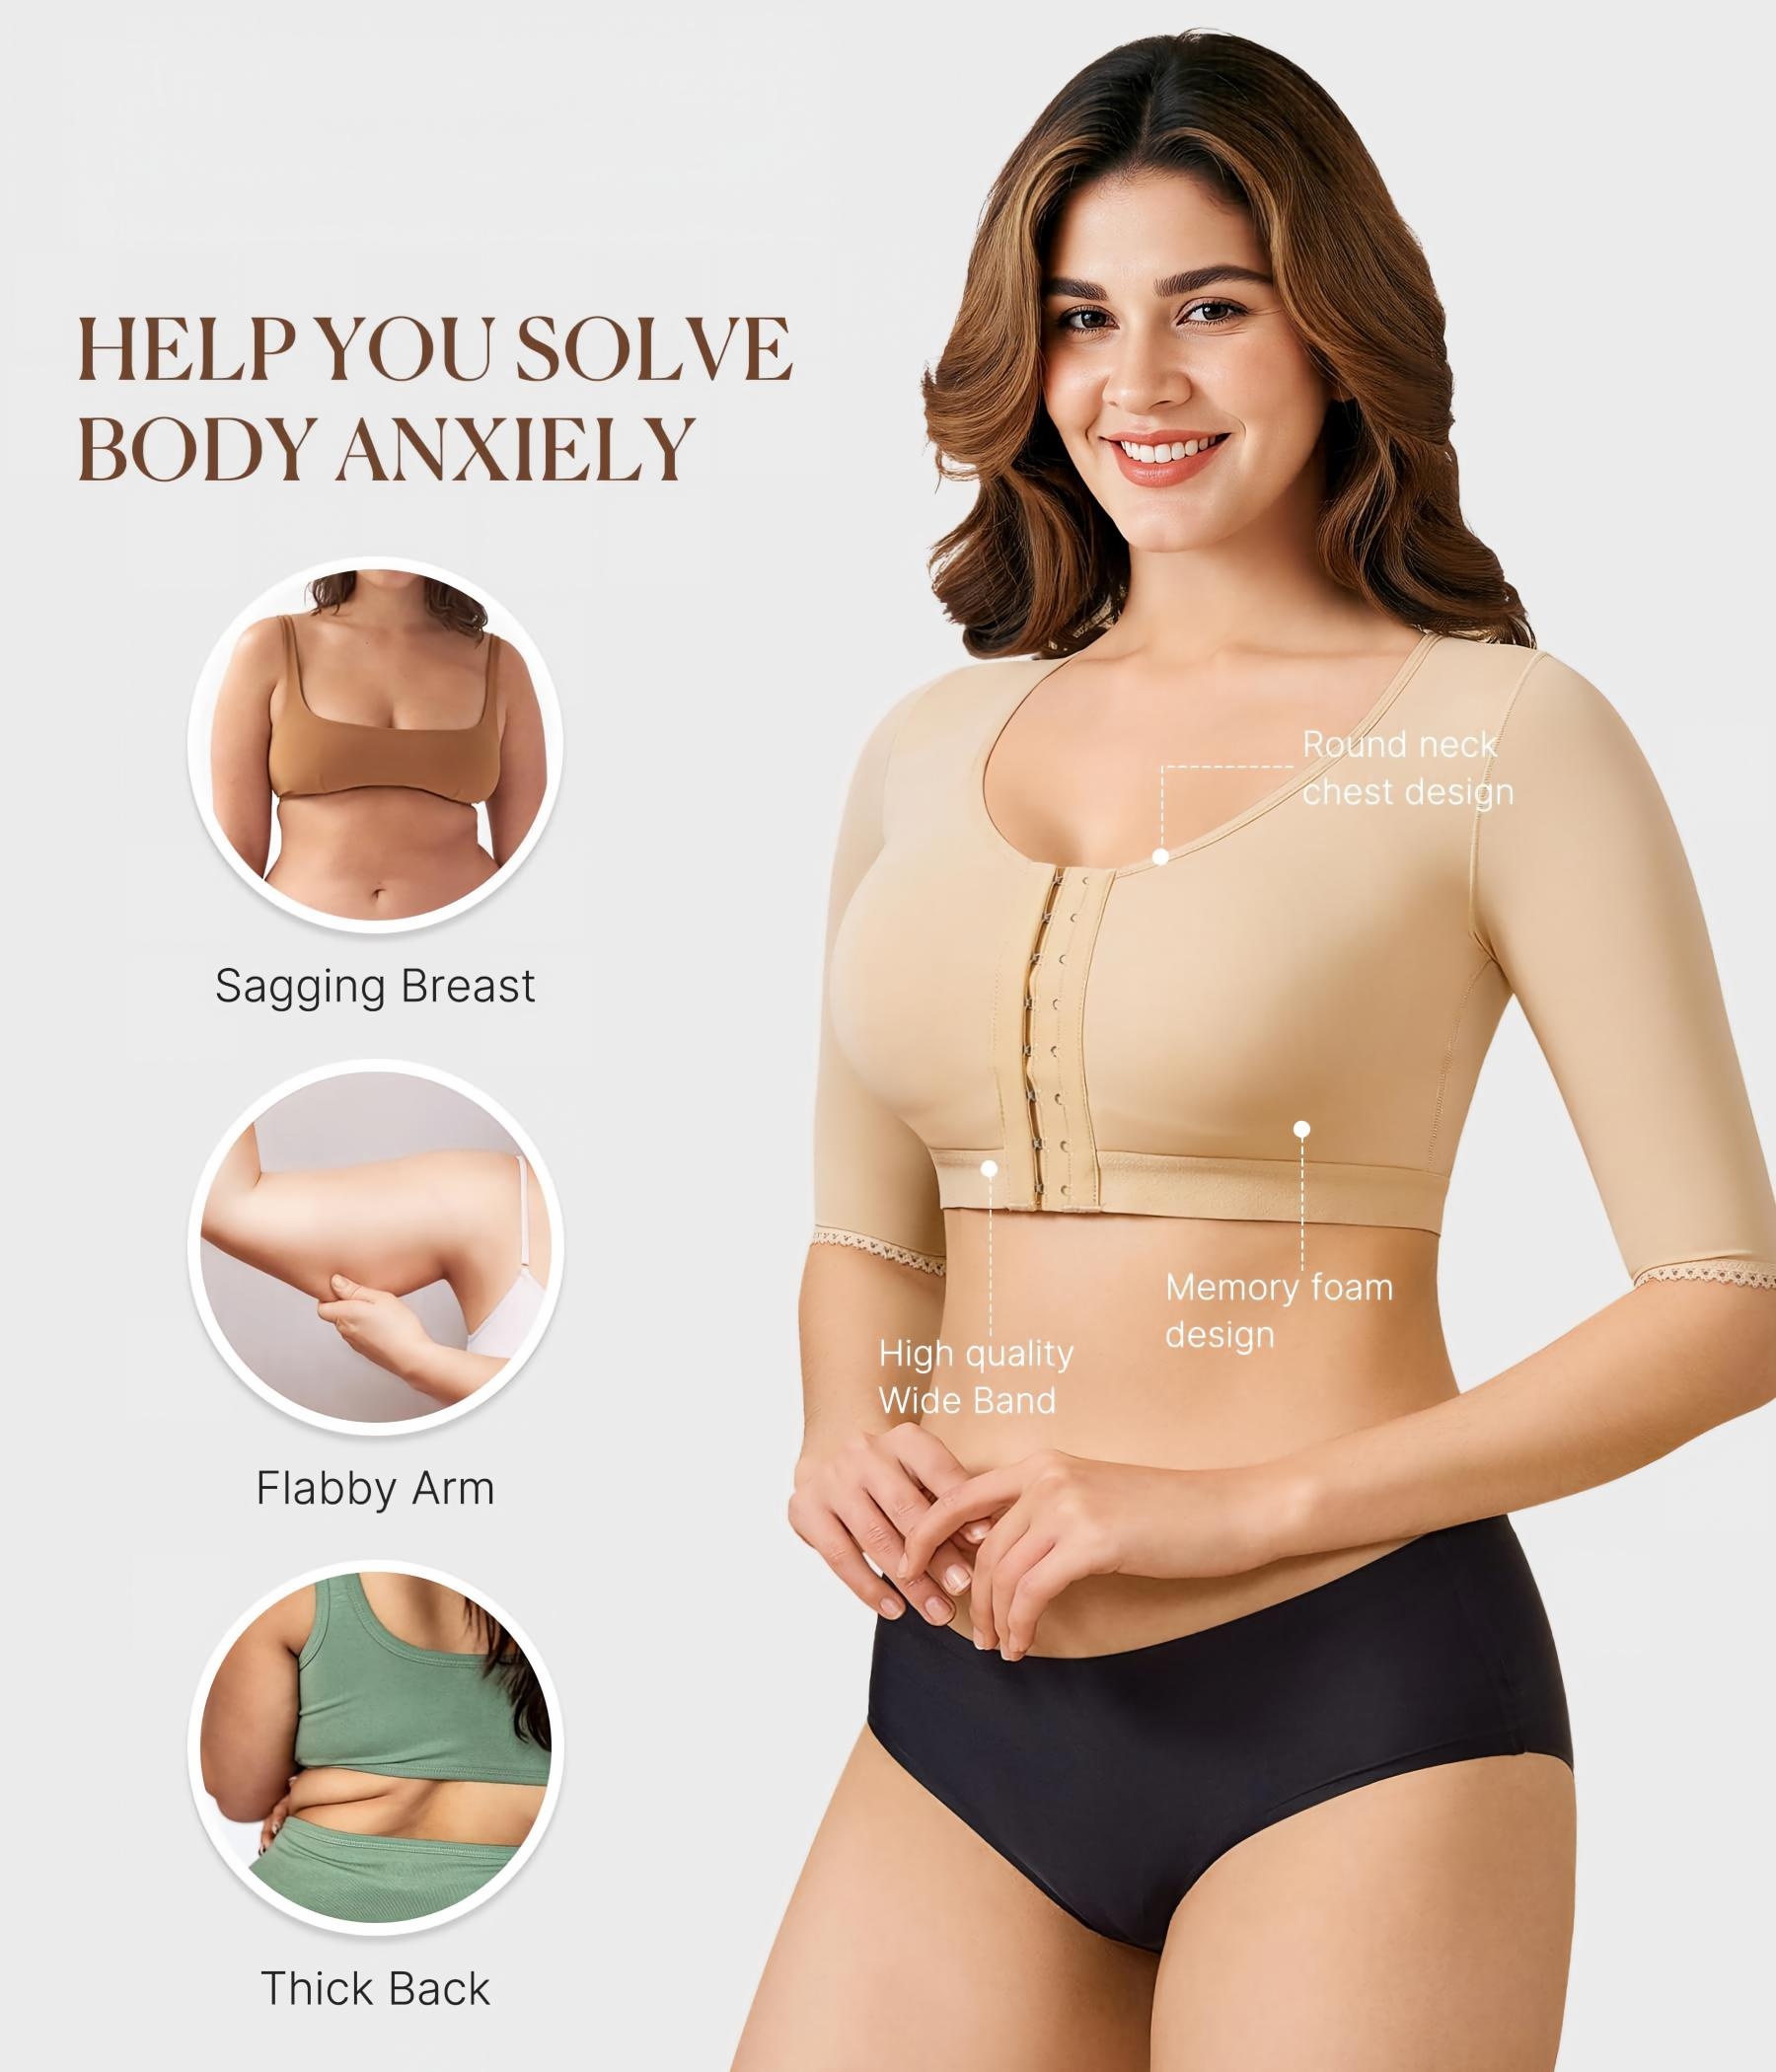 HELP YOU SOLVE
BODY ANXIELY
Sagging Breast
Flabby Arm
Thick Back
Round neck
chest design
Memory foam
design
High quality
Wide Band